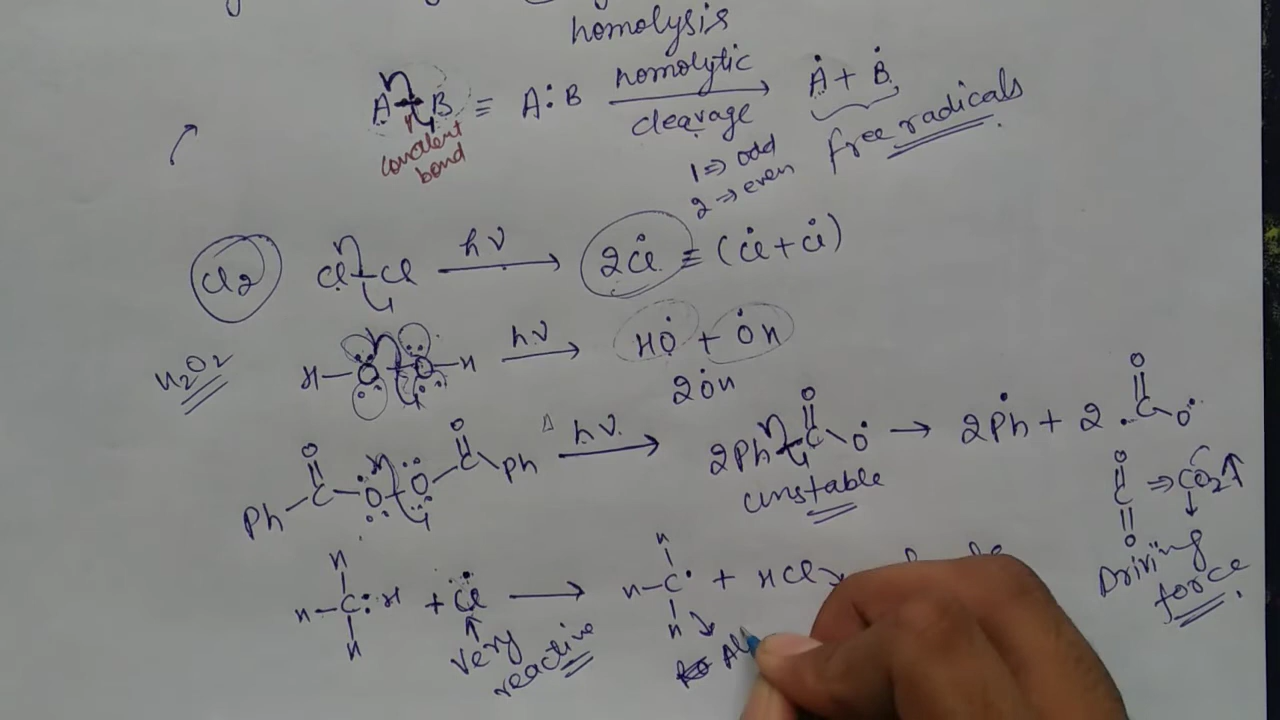 homolysis
A–B ≡ A:B homolytic cleavage → Ȧ + Ḃ
covalent bond
free radicals
1 ⇒ odd
2 → even
Cl2 Cl–Cl hν → 2Ċl ≡ (Ċl + Ċl)
H2O2 H–O–O–H hν → HȮ + ȮH
2ȮH
Ph–C(=O)–O–O–C(=O)–Ph Δ hν → 2Ph–C(=O)–Ȯ → 2Ṗh + 2 ·C(=O)–O·
unstable
O=C=O ⇒ CO2↑
Driving force
H–C:H + Ċl → H–C· + HCl
H H H H
very reactive